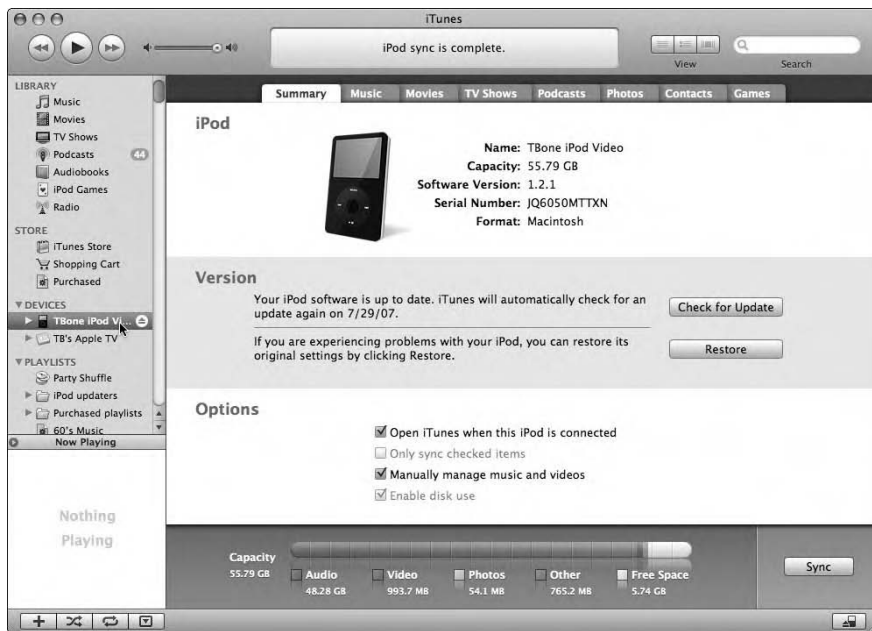 iTunes
iPod sync is complete.
View
Search
LIBRARY
Music
Movies
TV Shows
Podcasts 44
Audiobooks
iPod Games
Radio
STORE
iTunes Store
Shopping Cart
Purchased
DEVICES
TBone iPod Vi...
TB's Apple TV
PLAYLISTS
Party Shuffle
iPod updaters
Purchased playlists
60's Music
Now Playing
Nothing
Playing
Summary Music Movies TV Shows Podcasts Photos Contacts Games
iPod
Name: TBone iPod Video
Capacity: 55.79 GB
Software Version: 1.2.1
Serial Number: JQ6050MTTXN
Format: Macintosh
Version
Your iPod software is up to date. iTunes will automatically check for an
update again on 7/29/07.
Check for Update
If you are experiencing problems with your iPod, you can restore its
original settings by clicking Restore.
Restore
Options
Open iTunes when this iPod is connected
Only sync checked items
Manually manage music and videos
Enable disk use
Capacity
55.79 GB
Audio Video Photos Other Free Space
48.28 GB 993.7 MB 54.1 MB 765.2 MB 5.74 GB
Sync